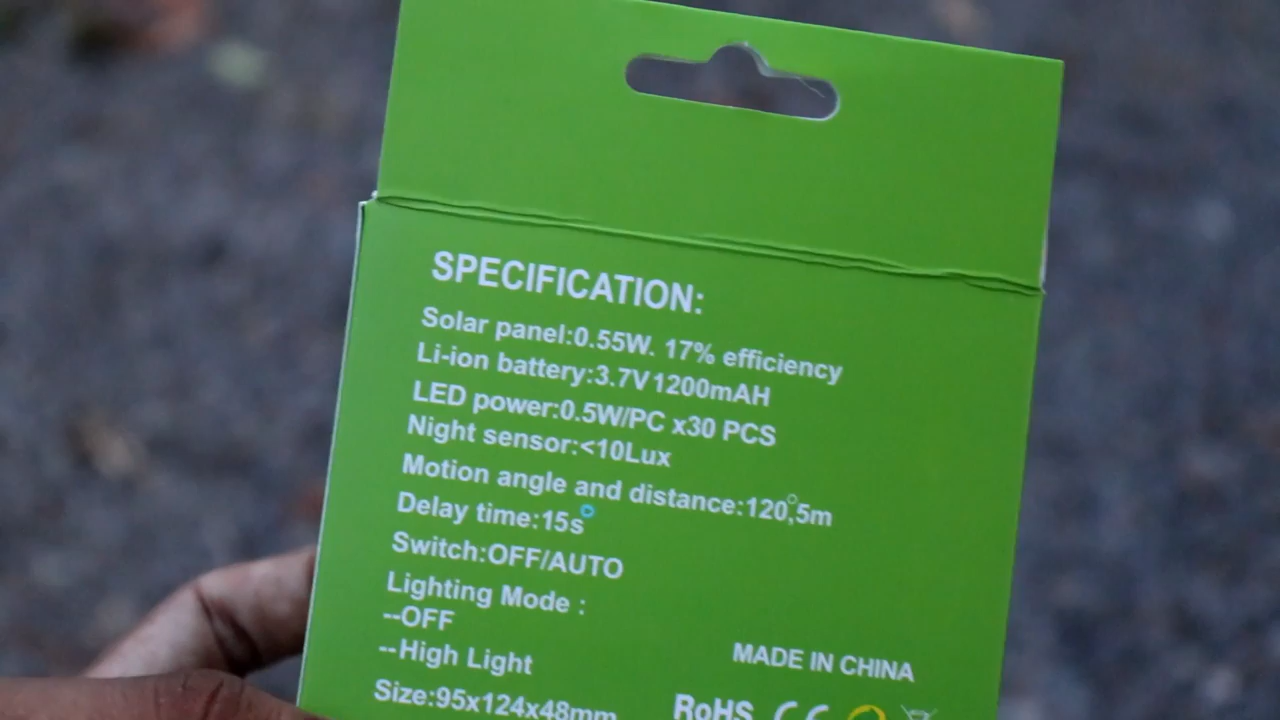 SPECIFICATION:
Solar panel:0.55W. 17% efficiency
Li-ion battery:3.7V1200mAH
LED power:0.5W/PC x30 PCS
Night sensor:<10Lux
Motion angle and distance:120°,5m
Delay time:15s
Switch:OFF/AUTO
Lighting Mode :
--OFF
--High Light
Size:95x124x48mm
MADE IN CHINA
RoHS CE